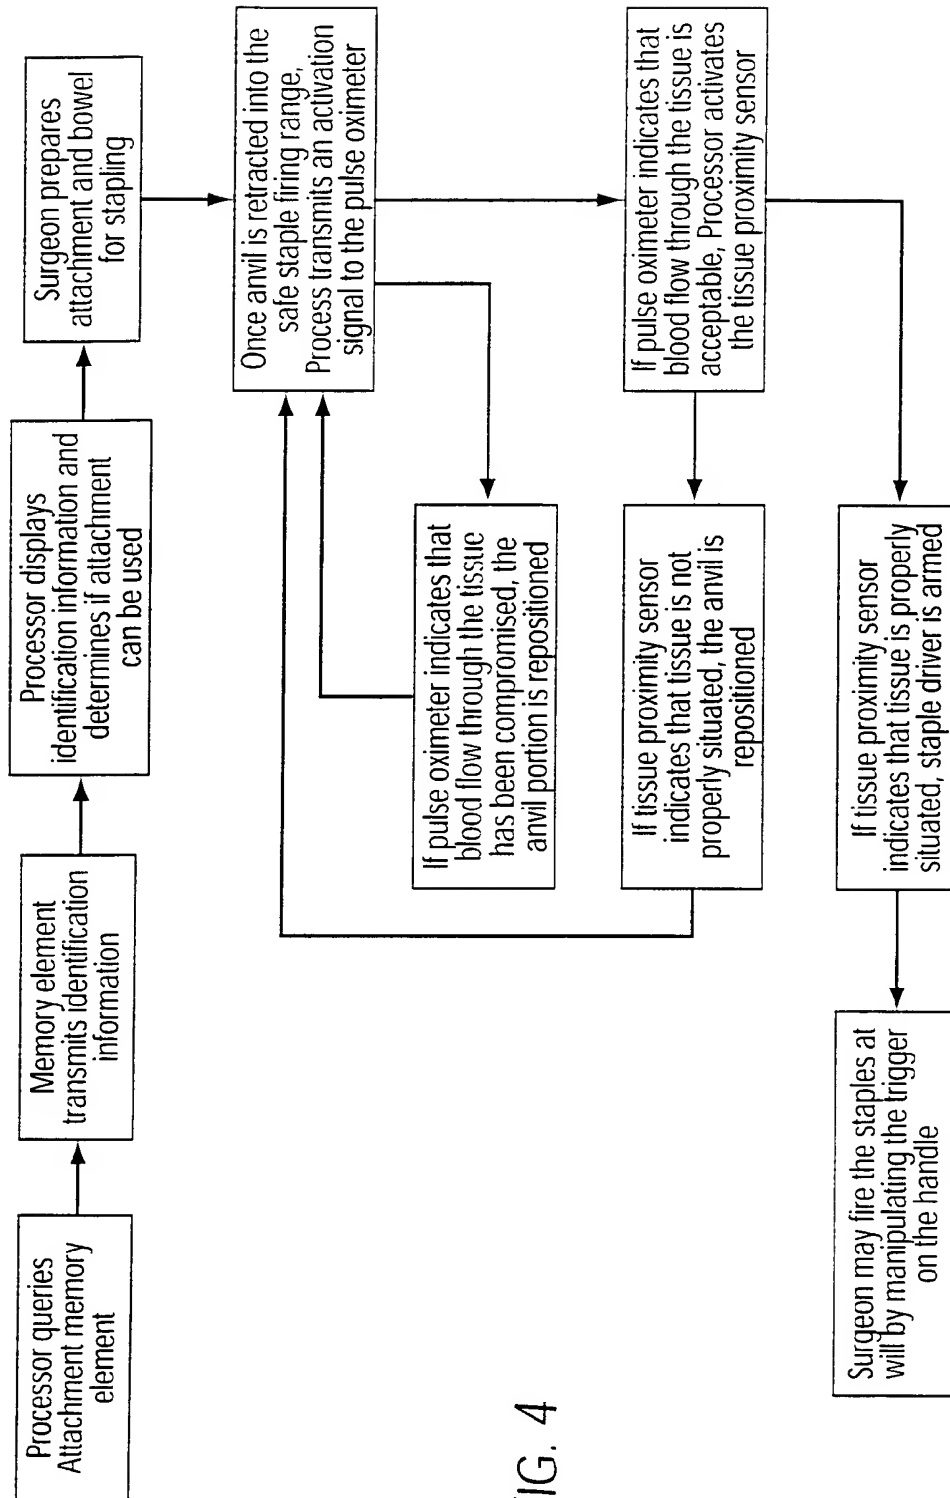 Processor queries
Attachment memory
element
Memory element
transmits identification
information
Processor displays
identification information and
determines if attachment
can be used
Surgeon prepares
attachment and bowel
for stapling
Once anvil is retracted into the
safe staple firing range,
Process transmits an activation
signal to the pulse oximeter
If pulse oximeter indicates that
blood flow through the tissue
has been compromised, the
anvil portion is repositioned
If pulse oximeter indicates that
blood flow through the tissue is
acceptable, Processor activates
the tissue proximity sensor
If tissue proximity sensor
indicates that tissue is not
properly situated, the anvil is
repositioned
If tissue proximity sensor
indicates that tissue is properly
situated, staple driver is armed
Surgeon may fire the staples at
will by manipulating the trigger
on the handle
FIG. 4